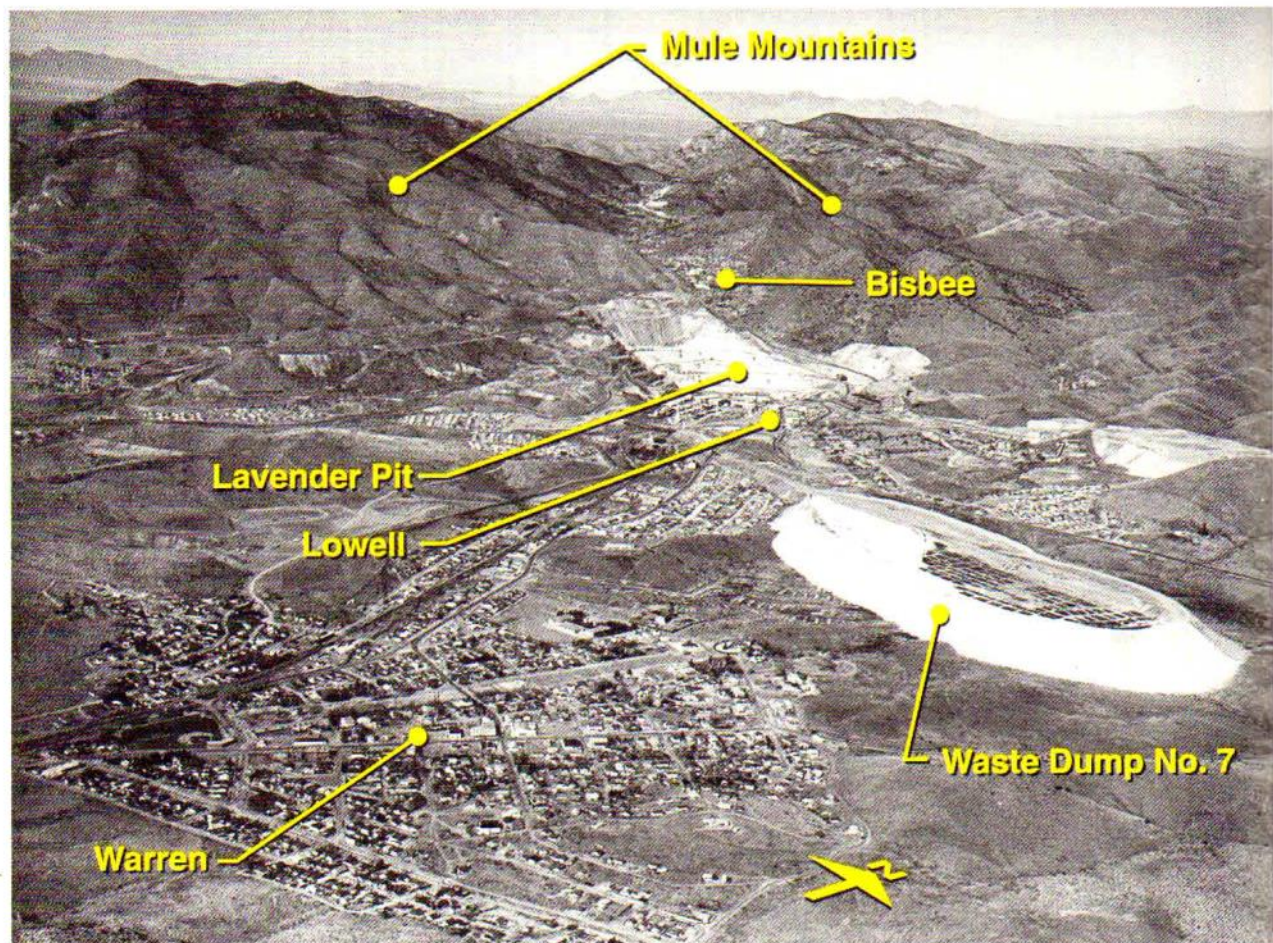 Mule Mountains
Bisbee
Lavender Pit
Lowell
Waste Dump No. 7
Warren
N